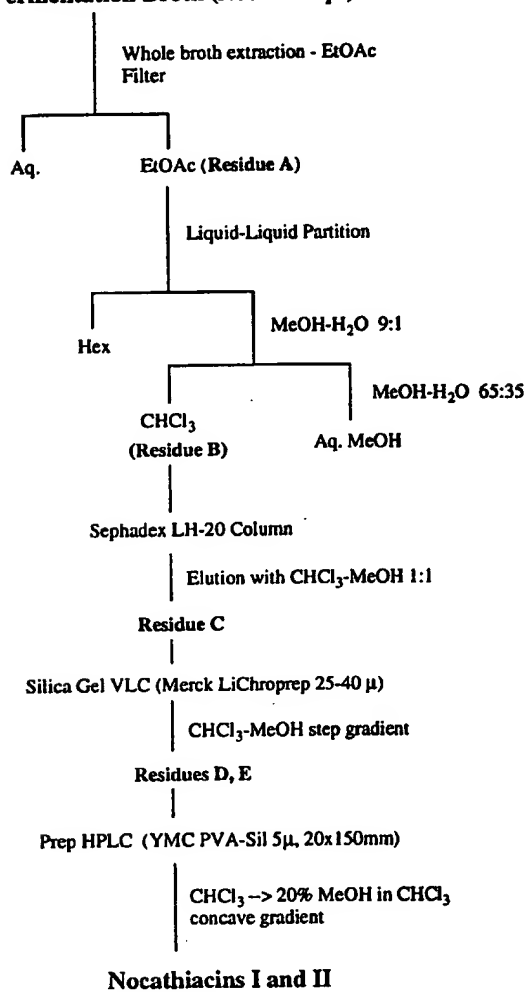 Whole broth extraction - EtOAc
Filter
Aq.
EtOAc (Residue A)
Liquid-Liquid Partition
Hex
MeOH-H₂O 9:1
MeOH-H₂O 65:35
CHCl₃
(Residue B)
Aq. MeOH
Sephadex LH-20 Column
Elution with CHCl₃-MeOH 1:1
Residue C
Silica Gel VLC (Merck LiChroprep 25-40 µ)
CHCl₃-MeOH step gradient
Residues D, E
Prep HPLC (YMC PVA-Sil 5µ, 20x150mm)
CHCl₃ --> 20% MeOH in CHCl₃
concave gradient
Nocathiacins I and II